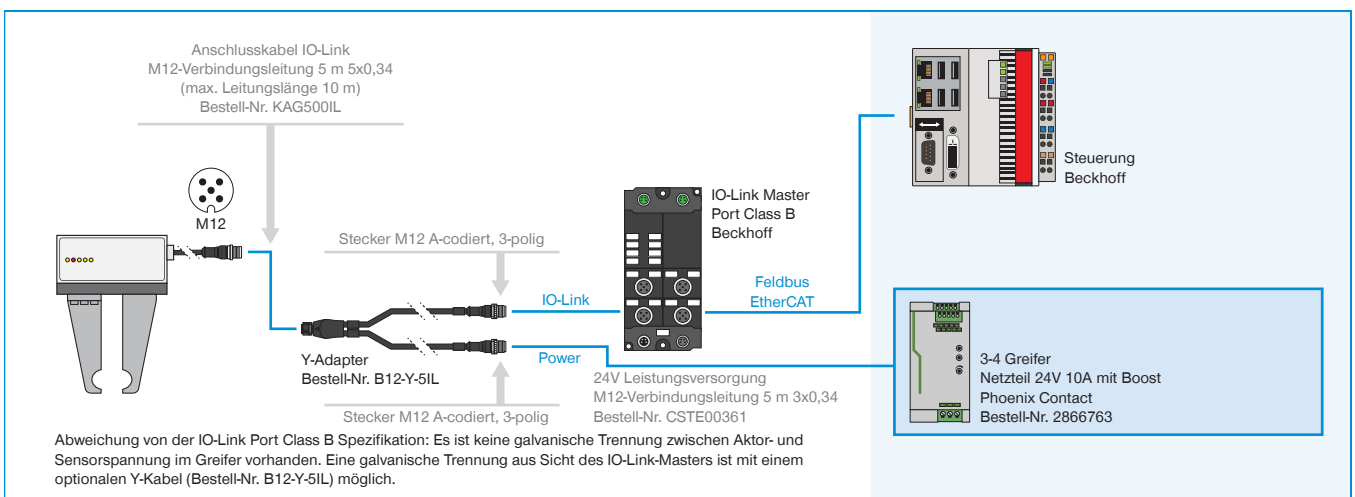 Anschlusskabel IO-Link
M12-Verbindungsleitung 5 m 5x0,34
(max. Leitungslänge 10 m)
Bestell-Nr. KAG500IL
M12
Stecker M12 A-codiert, 3-polig
IO-Link Master
Port Class B
Beckhoff
Steuerung
Beckhoff
IO-Link
Feldbus
EtherCAT
Y-Adapter
Bestell-Nr. B12-Y-5IL
Power
Stecker M12 A-codiert, 3-polig
24V Leistungsversorgung
M12-Verbindungsleitung 5 m 3x0,34
Bestell-Nr. CSTE00361
3-4 Greifer
Netzteil 24V 10A mit Boost
Phoenix Contact
Bestell-Nr. 2866763
Abweichung von der IO-Link Port Class B Spezifikation: Es ist keine galvanische Trennung zwischen Aktor- und
Sensorspannung im Greifer vorhanden. Eine galvanische Trennung aus Sicht des IO-Link-Masters ist mit einem
optionalen Y-Kabel (Bestell-Nr. B12-Y-5IL) möglich.